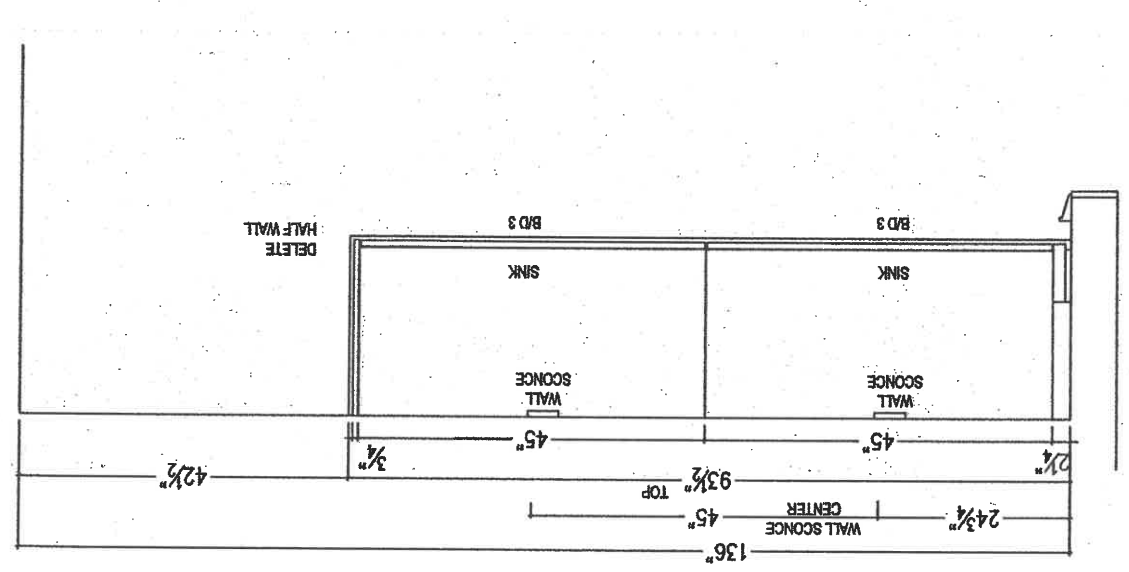 136"
24¾"
WALL SCONCE
CENTER
45"
93½"
TOP
42½"
2¼"
45"
45"
¾"
WALL
SCONCE
WALL
SCONCE
SINK
SINK
DELETE
HALF WALL
B/D 3
B/D 3